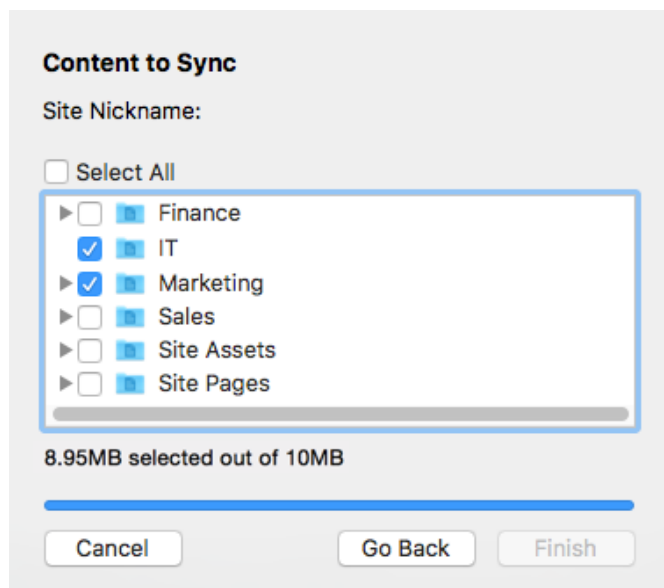 Content to Sync
Site Nickname:
Select All
Finance
IT
Marketing
Sales
Site Assets
Site Pages
8.95MB selected out of 10MB
Cancel Go Back Finish